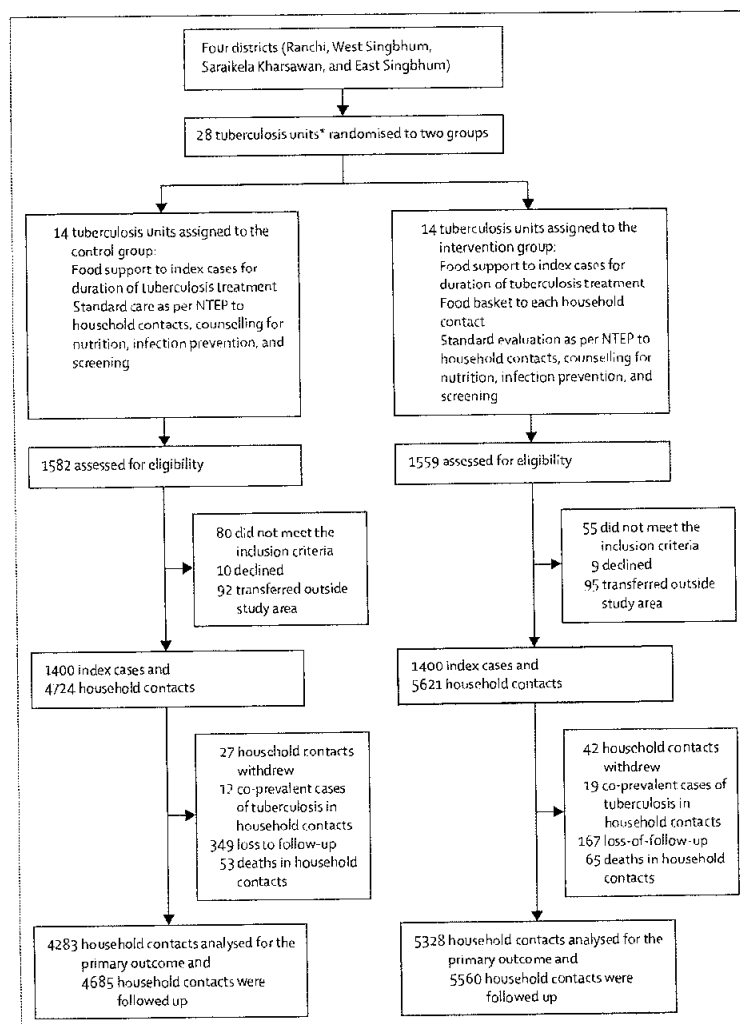 Four districts (Ranchi, West Singbhum,
Saraikela Kharsawan, and East Singbhum)
28 tuberculosis units* randomised to two groups
14 tuberculosis units assigned to the
control group:
Food support to index cases for
duration of tuberculosis treatment
Standard care as per NTEP to
household contacts, counselling for
nutrition, infection prevention, and
screening
14 tuberculosis units assigned to the
intervention group:
Food support to index cases for
duration of tuberculosis treatment
Food basket to each household
contact
Standard evaluation as per NTEP to
household contacts, counselling for
nutrition, infection prevention, and
screening
1582 assessed for eligibility
1559 assessed for eligibility
80 did not meet the
inclusion criteria
10 declined
92 transferred outside
study area
55 did not meet the
inclusion criteria
9 declined
95 transferred outside
study area
1400 index cases and
4724 household contacts
1400 index cases and
5621 household contacts
27 household contacts
withdrew
12 co-prevalent cases
of tuberculosis in
household contacts
349 loss to follow-up
53 deaths in household
contacts
42 household contacts
withdrew
19 co-prevalent cases of
tuberculosis in
household contacts
167 loss-of-follow-up
65 deaths in household
contacts
4283 household contacts analysed for the
primary outcome and
4685 household contacts were
followed up
5328 household contacts analysed for the
primary outcome and
5560 household contacts were
followed up